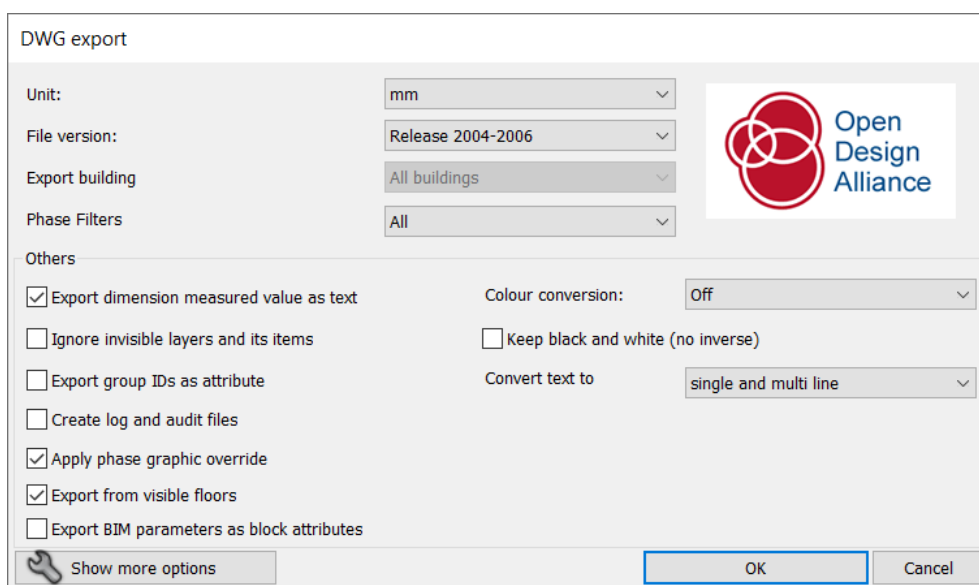 DWG export
Unit:
mm
File version:
Release 2004-2006
Export building
All buildings
Phase Filters
All
Open
Design
Alliance
Others
Export dimension measured value as text
Colour conversion:
Off
Ignore invisible layers and its items
Keep black and white (no inverse)
Export group IDs as attribute
Convert text to
single and multi line
Create log and audit files
Apply phase graphic override
Export from visible floors
Export BIM parameters as block attributes
Show more options
OK
Cancel